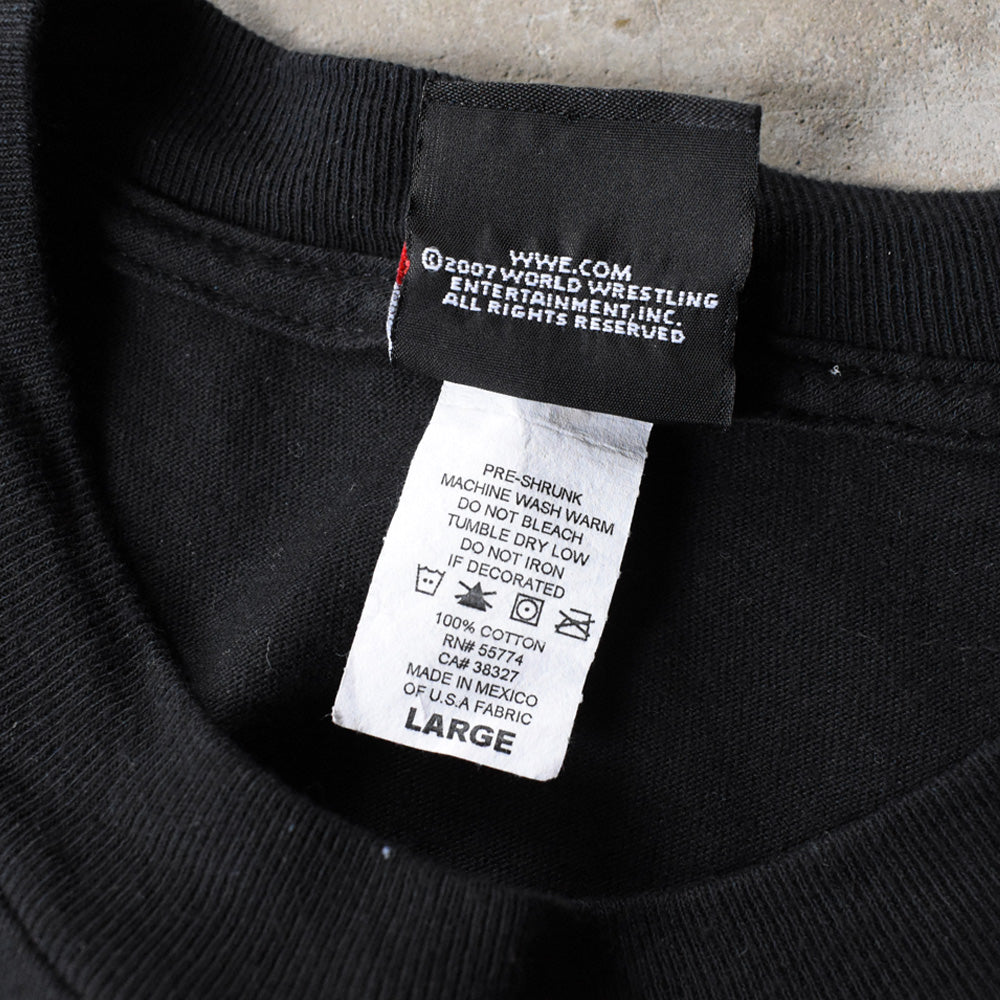 WWE.COM
©2007 WORLD WRESTLING
ENTERTAINMENT, INC.
ALL RIGHTS RESERVED
PRE-SHRUNK
MACHINE WASH WARM
DO NOT BLEACH
TUMBLE DRY LOW
DO NOT IRON
IF DECORATED
100% COTTON
RN# 55774
CA# 38327
MADE IN MEXICO
OF U.S.A FABRIC
LARGE